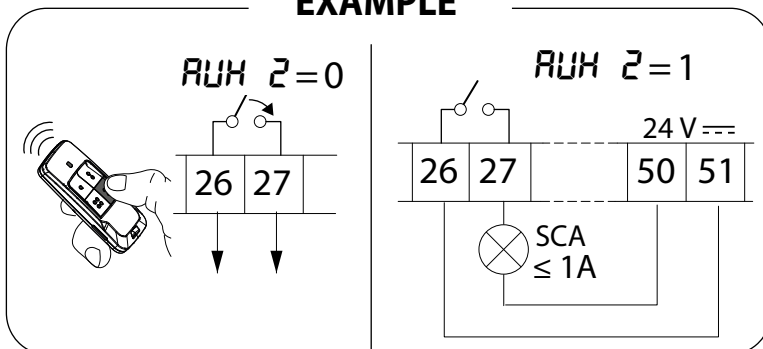 EXAMPLE
AUX 2=0
26 27
AUX 2=1
24 V ⎓
26 27 50 51
SCA
≤ 1A